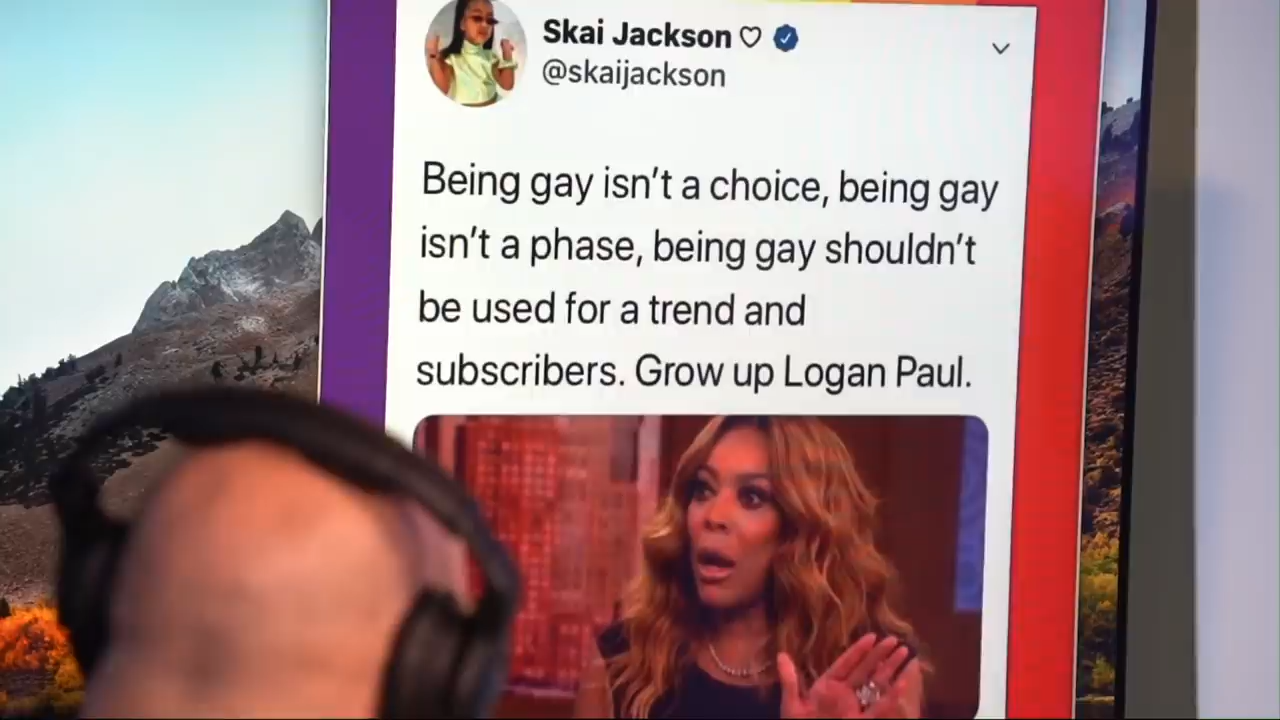 Skai Jackson♡
@skaijackson
Being gay isn't a choice, being gay
isn't a phase, being gay shouldn't
be used for a trend and
subscribers. Grow up Logan Paul.